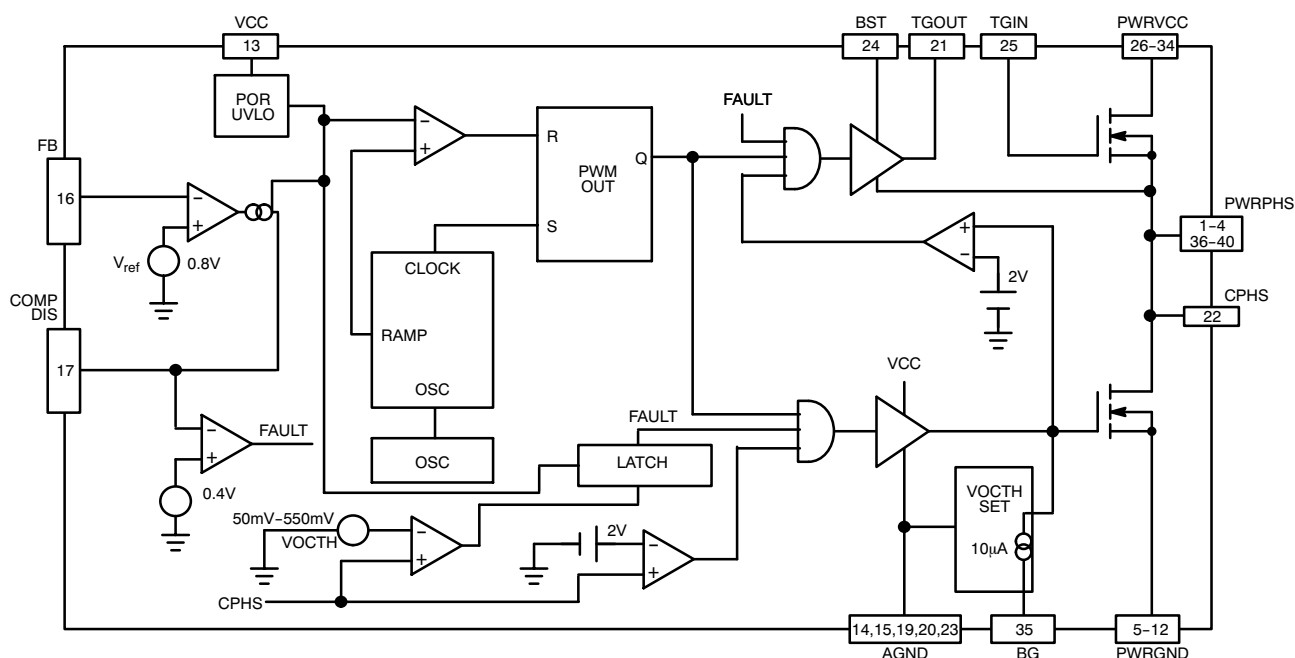 VCC
13
BST
24
TGOUT
21
TGIN
25
PWRVCC
26–34
POR
UVLO
FAULT
FB
16
–
+
R
PWM
OUT
Q
S
–
+
Vref
0.8V
CLOCK
RAMP
OSC
OSC
+
–
2V
PWRPHS
1–4
36–40
CPHS
22
COMP
DIS
17
–
+
FAULT
0.4V
VCC
FAULT
LATCH
50mV–550mV
VOCTH
–
+
2V
–
+
CPHS
VOCTH
SET
10μA
14,15,19,20,23
AGND
35
BG
5–12
PWRGND